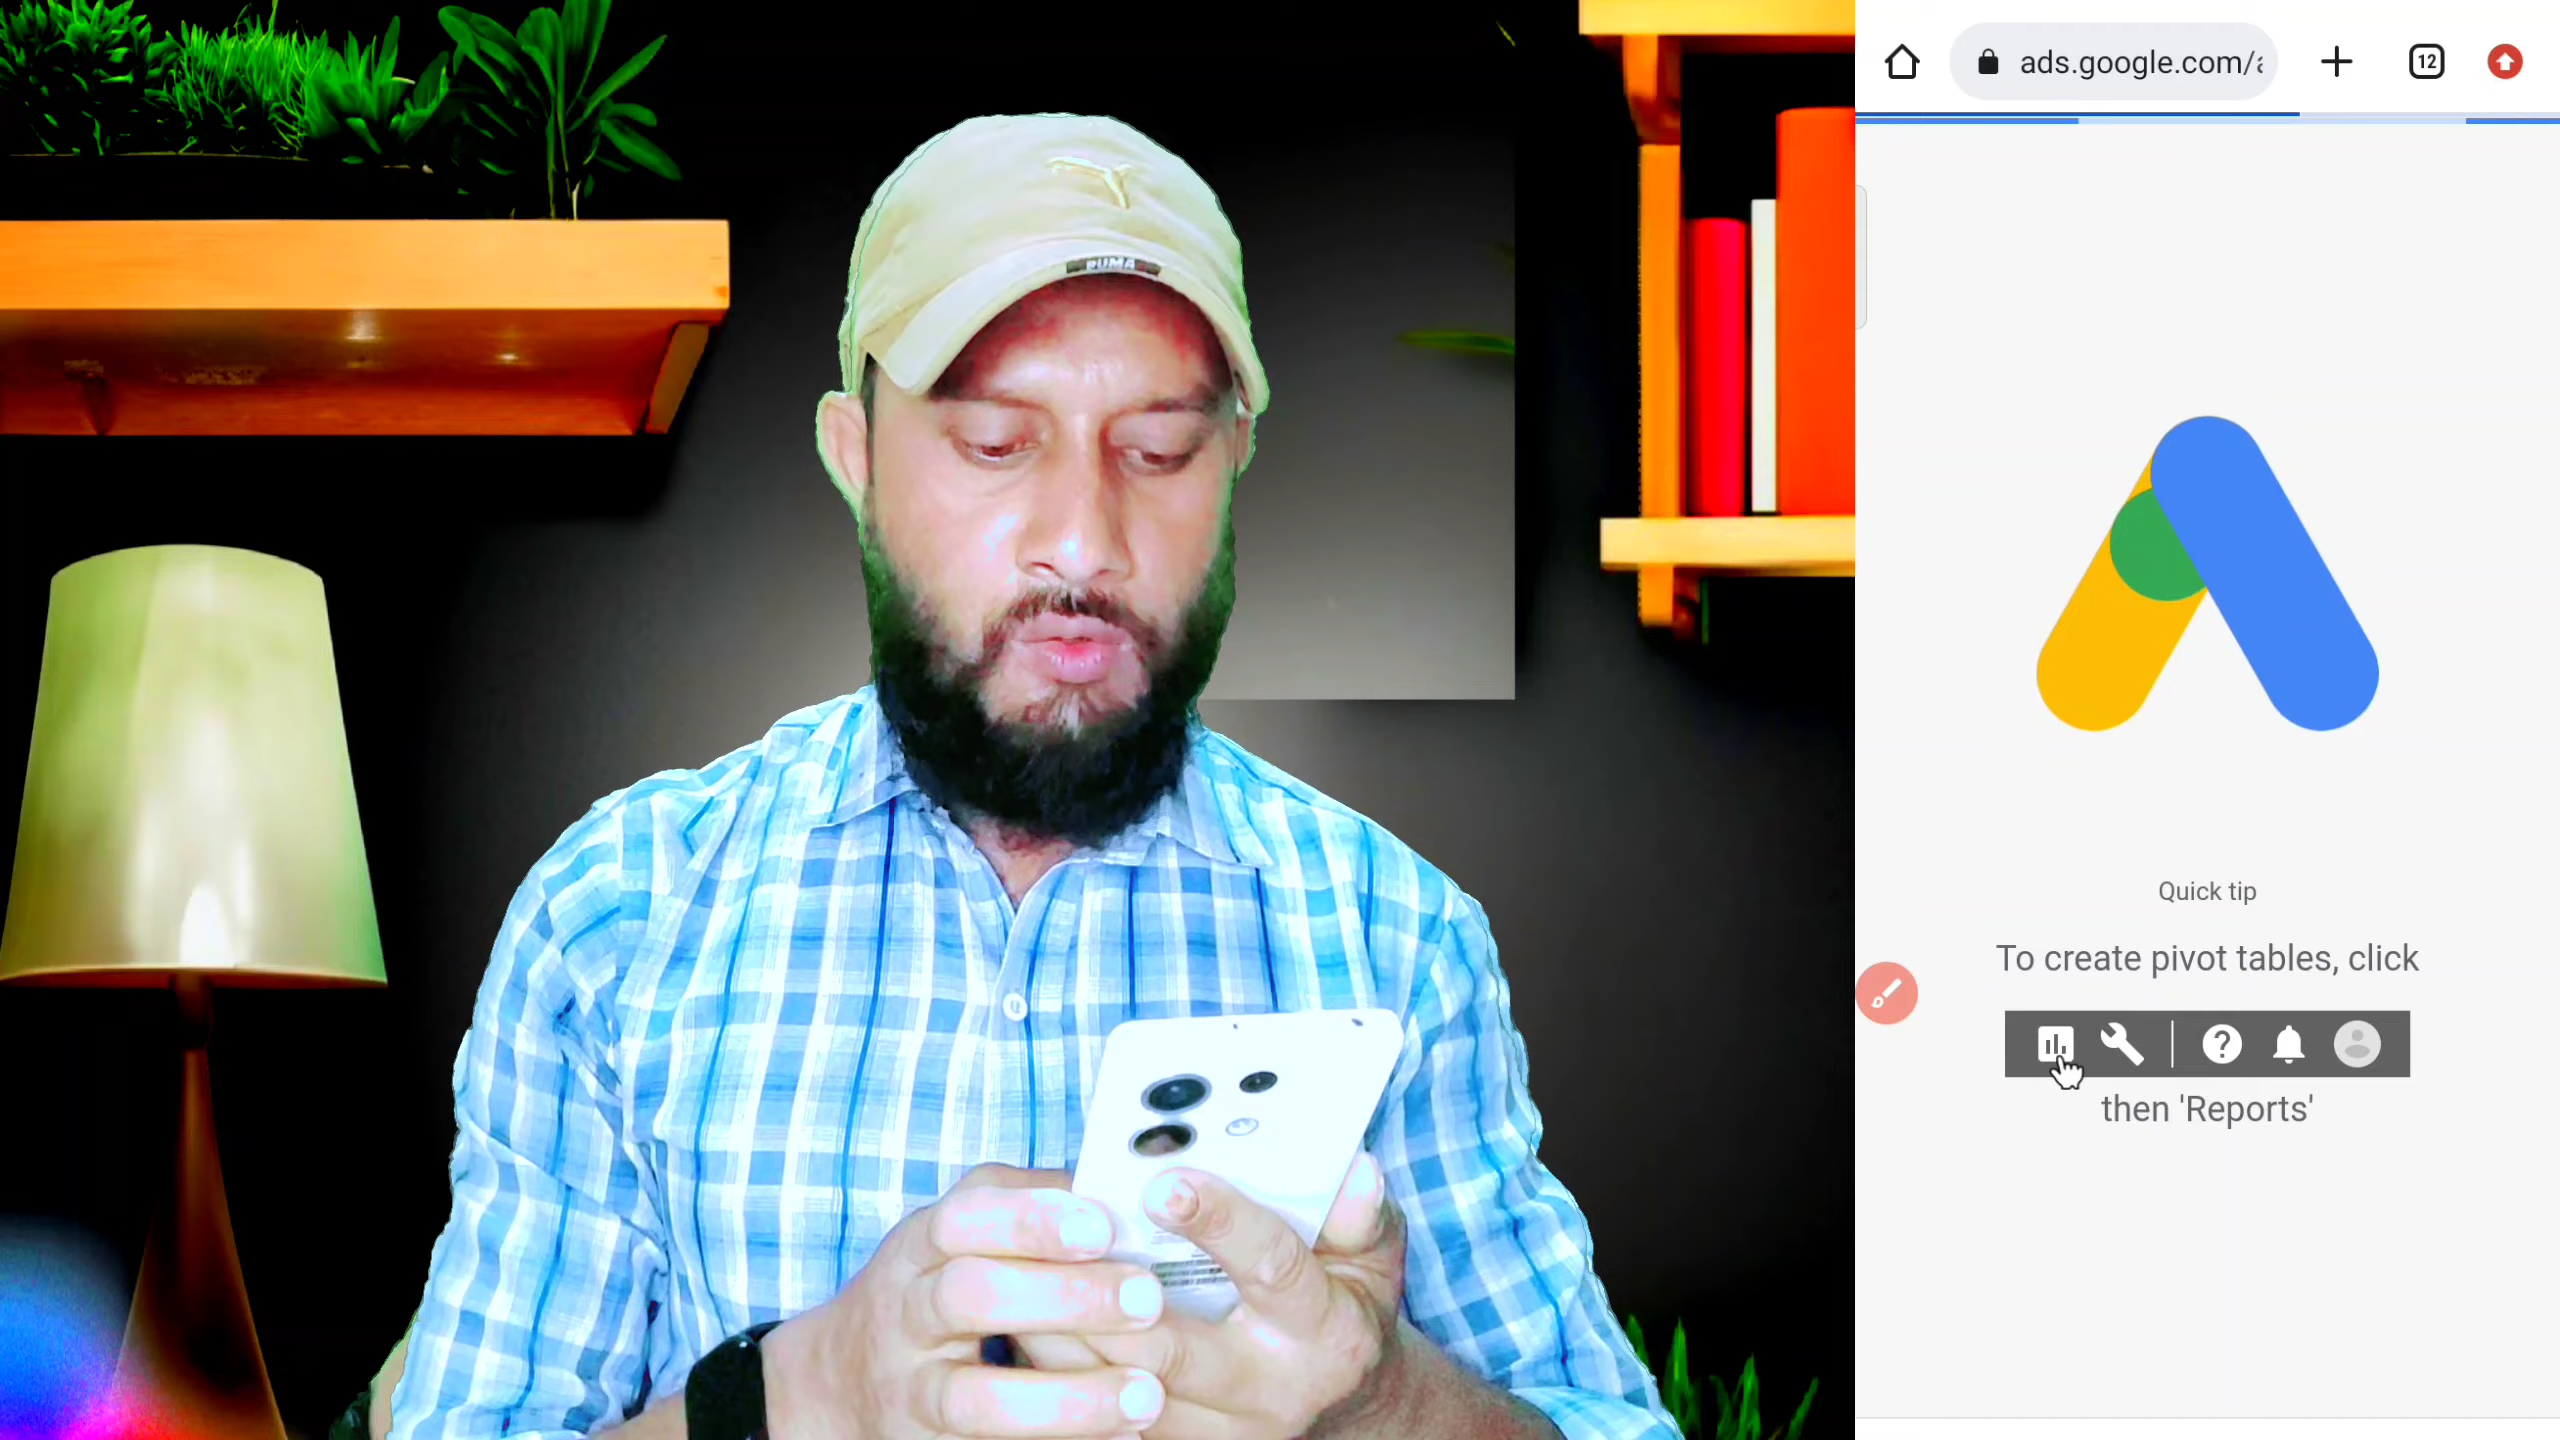 PUMA
ads.google.com/a
12
Quick tip
To create pivot tables, click
then 'Reports'